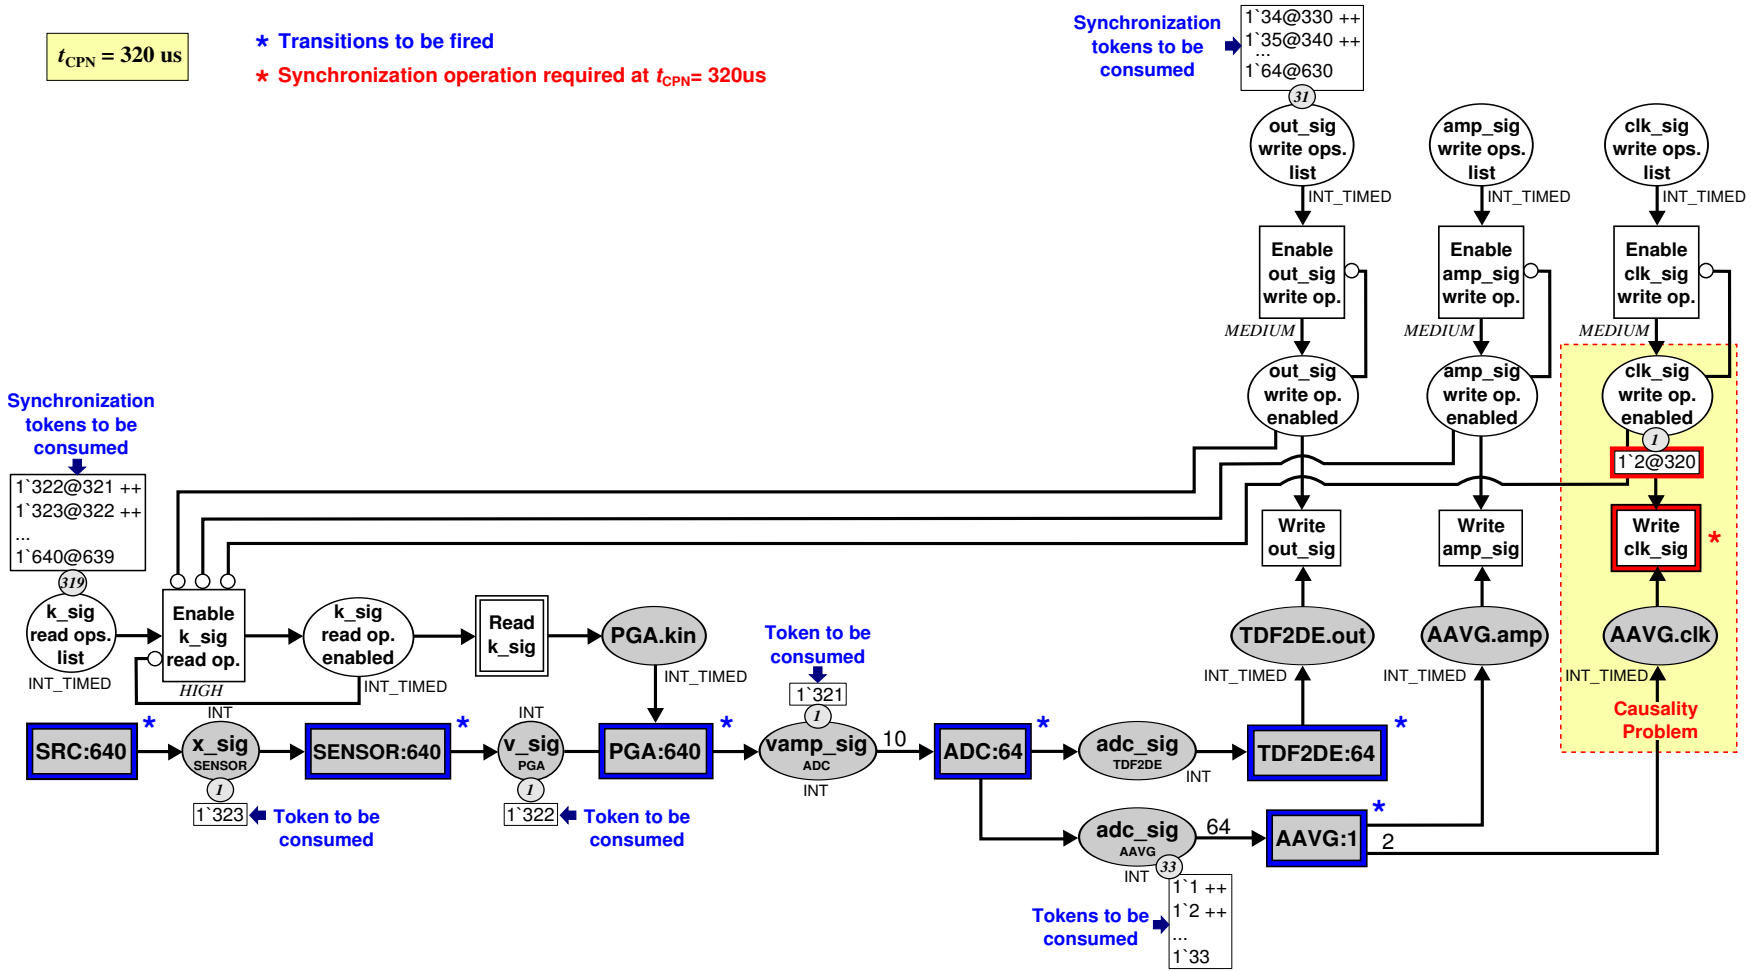 t CPN = 320 us
* Transitions to be fired
* Synchronization operation required at t CPN= 320us
Synchronization
tokens to be
consumed
1`34@330 ++
1`35@340 ++
...
1`64@630
31
out_sig
write ops.
list
INT_TIMED
amp_sig
write ops.
list
INT_TIMED
clk_sig
write ops.
list
INT_TIMED
Enable
out_sig
write op.
MEDIUM
Enable
amp_sig
write op.
MEDIUM
Enable
clk_sig
write op.
MEDIUM
out_sig
write op.
enabled
amp_sig
write op.
enabled
clk_sig
write op.
enabled
1
1`2@320
Synchronization
tokens to be
consumed
1`322@321 ++
1`323@322 ++
...
1`640@639
319
k_sig
read ops.
list
INT_TIMED
Enable
k_sig
read op.
HIGH
k_sig
read op.
enabled
INT_TIMED
Read
k_sig
PGA.kin
INT_TIMED
Write
out_sig
Write
amp_sig
Write
clk_sig
*
TDF2DE.out
INT_TIMED
AAVG.amp
INT_TIMED
AAVG.clk
INT_TIMED
Causality
Problem
Token to be
consumed
1`321
1
SRC:640
*
INT
x_sig
SENSOR
1
1`323
Token to be
consumed
SENSOR:640
*
INT
v_sig
PGA
1
1`322
Token to be
consumed
PGA:640
*
vamp_sig
ADC
INT
10
ADC:64
*
adc_sig
TDF2DE
INT
TDF2DE:64
*
adc_sig
AAVG
INT
64
33
AAVG:1
*
2
Tokens to be
consumed
1`1 ++
1`2 ++
...
1`33